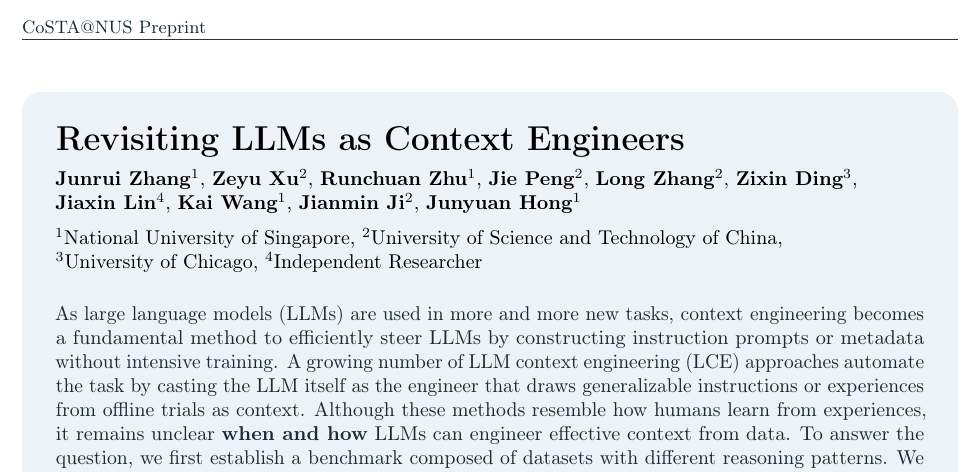 CoSTA@NUS Preprint
Revisiting LLMs as Context Engineers
Junrui Zhang¹, Zeyu Xu², Runchuan Zhu¹, Jie Peng², Long Zhang², Zixin Ding³,
Jiaxin Lin⁴, Kai Wang¹, Jianmin Ji², Junyuan Hong¹
¹National University of Singapore, ²University of Science and Technology of China,
³University of Chicago, ⁴Independent Researcher
As large language models (LLMs) are used in more and more new tasks, context engineering becomes
a fundamental method to efficiently steer LLMs by constructing instruction prompts or metadata
without intensive training. A growing number of LLM context engineering (LCE) approaches automate
the task by casting the LLM itself as the engineer that draws generalizable instructions or experiences
from offline trials as context. Although these methods resemble how humans learn from experiences,
it remains unclear when and how LLMs can engineer effective context from data. To answer the
question, we first establish a benchmark composed of datasets with different reasoning patterns. We